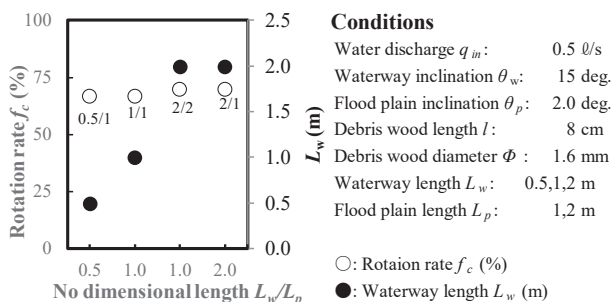 Rotation rate f_c (%)
100
75
50
25
0
0.5/1
1/1
2/2
2/1
2.5
2.0
1.5
1.0
0.5
0.0
L_w (m)
0.5 1.0 1.0 2.0
No dimensional length L_w/L_p
Conditions
Water discharge q_in: 0.5 ℓ/s
Waterway inclination θ_w: 15 deg.
Flood plain inclination θ_p: 2.0 deg.
Debris wood length l: 8 cm
Debris wood diameter Φ: 1.6 mm
Waterway length L_w: 0.5,1,2 m
Flood plain length L_p: 1,2 m
○: Rotaion rate f_c (%)
●: Waterway length L_w (m)